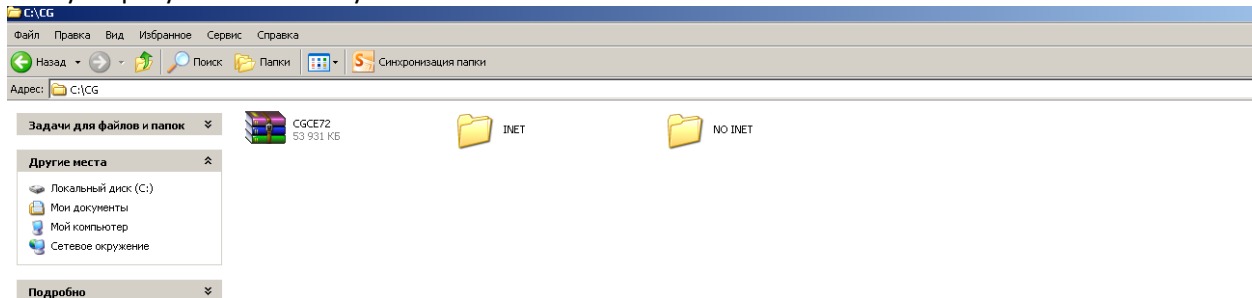 C:\CG
Файл Правка Вид Избранное Сервис Справка
Назад Поиск Папки Синхронизация папки
Адрес: C:\CG
Задачи для файлов и папок
CGCE72
53 931 КБ
INET
NO INET
Другие места
Локальный диск (C:)
Мои документы
Мой компьютер
Сетевое окружение
Подробно